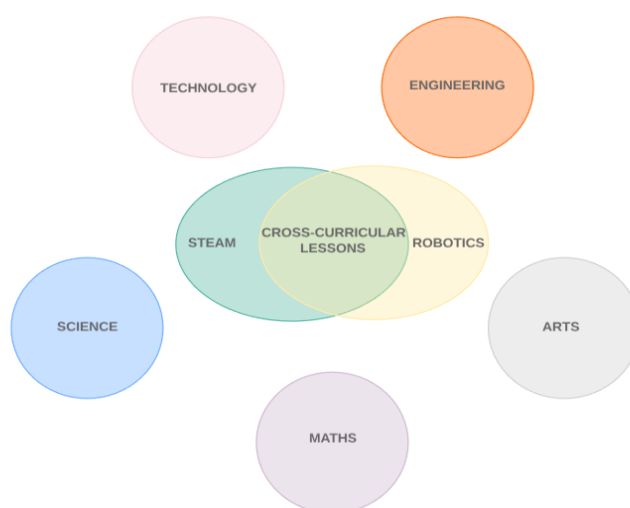 TECHNOLOGY
ENGINEERING
STEAM
CROSS-CURRICULAR
LESSONS
ROBOTICS
SCIENCE
ARTS
MATHS